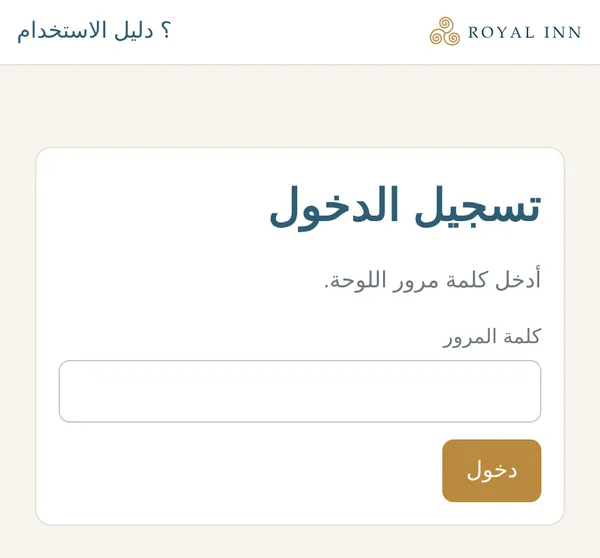 ROYAL INN
؟ دليل الاستخدام
تسجيل الدخول
أدخل كلمة مرور اللوحة.
كلمة المرور
دخول